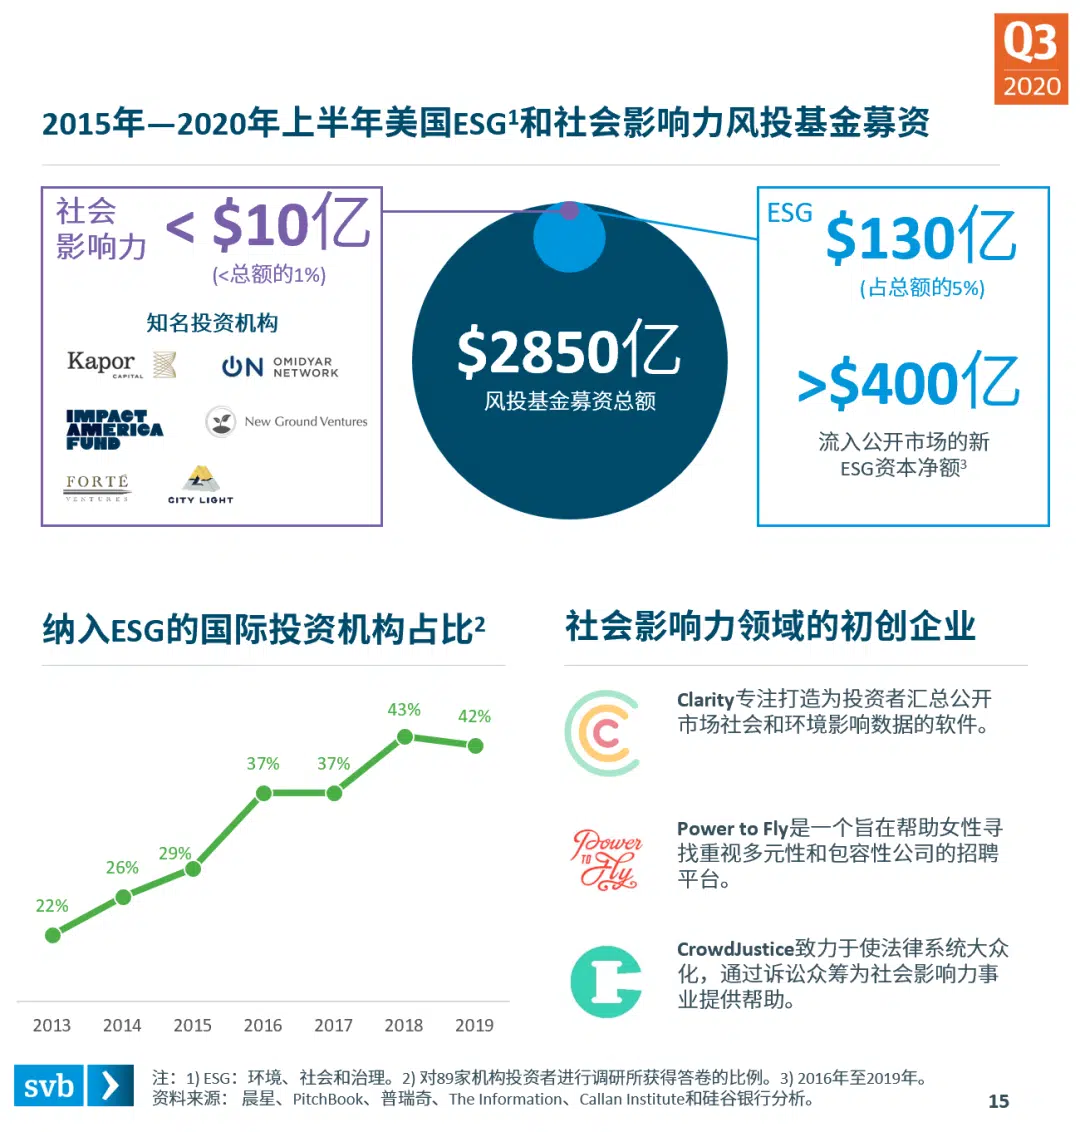 Q3
2020
2015年—2020年上半年美国ESG¹和社会影响力风投基金募资
社会
影响力
< $10亿
(<总额的1%)
知名投资机构
Kapor
CAPITAL
ON OMIDYAR
NETWORK
IMPACT
AMERICA
FUND
New Ground Ventures
FORTÉ
VENTURES
CITY LIGHT
$2850亿
风投基金募资总额
ESG
$130亿
(占总额的5%)
>$400亿
流入公开市场的新
ESG资本净额³
纳入ESG的国际投资机构占比²
22%
26%
29%
37%
37%
43%
42%
2013 2014 2015 2016 2017 2018 2019
社会影响力领域的初创企业
C
Clarity专注打造为投资者汇总公开
市场社会和环境影响数据的软件。
Power
TO
Fly
Power to Fly是一个旨在帮助女性寻
找重视多元性和包容性公司的招聘
平台。
CrowdJustice致力于使法律系统大众
化，通过诉讼众筹为社会影响力事
业提供帮助。
svb
注：1) ESG：环境、社会和治理。2) 对89家机构投资者进行调研所获得答卷的比例。3) 2016年至2019年。
资料来源： 晨星、PitchBook、普瑞奇、The Information、Callan Institute和硅谷银行分析。
15